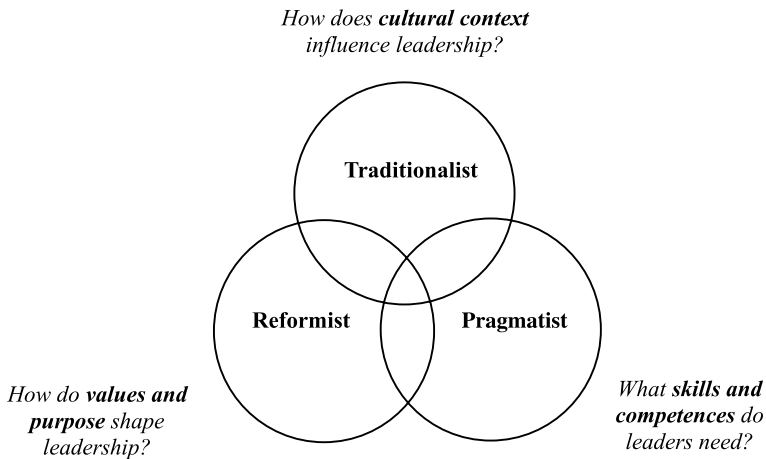 How does cultural context
influence leadership?
Traditionalist
Reformist
Pragmatist
How do values and
purpose shape
leadership?
What skills and
competences do
leaders need?